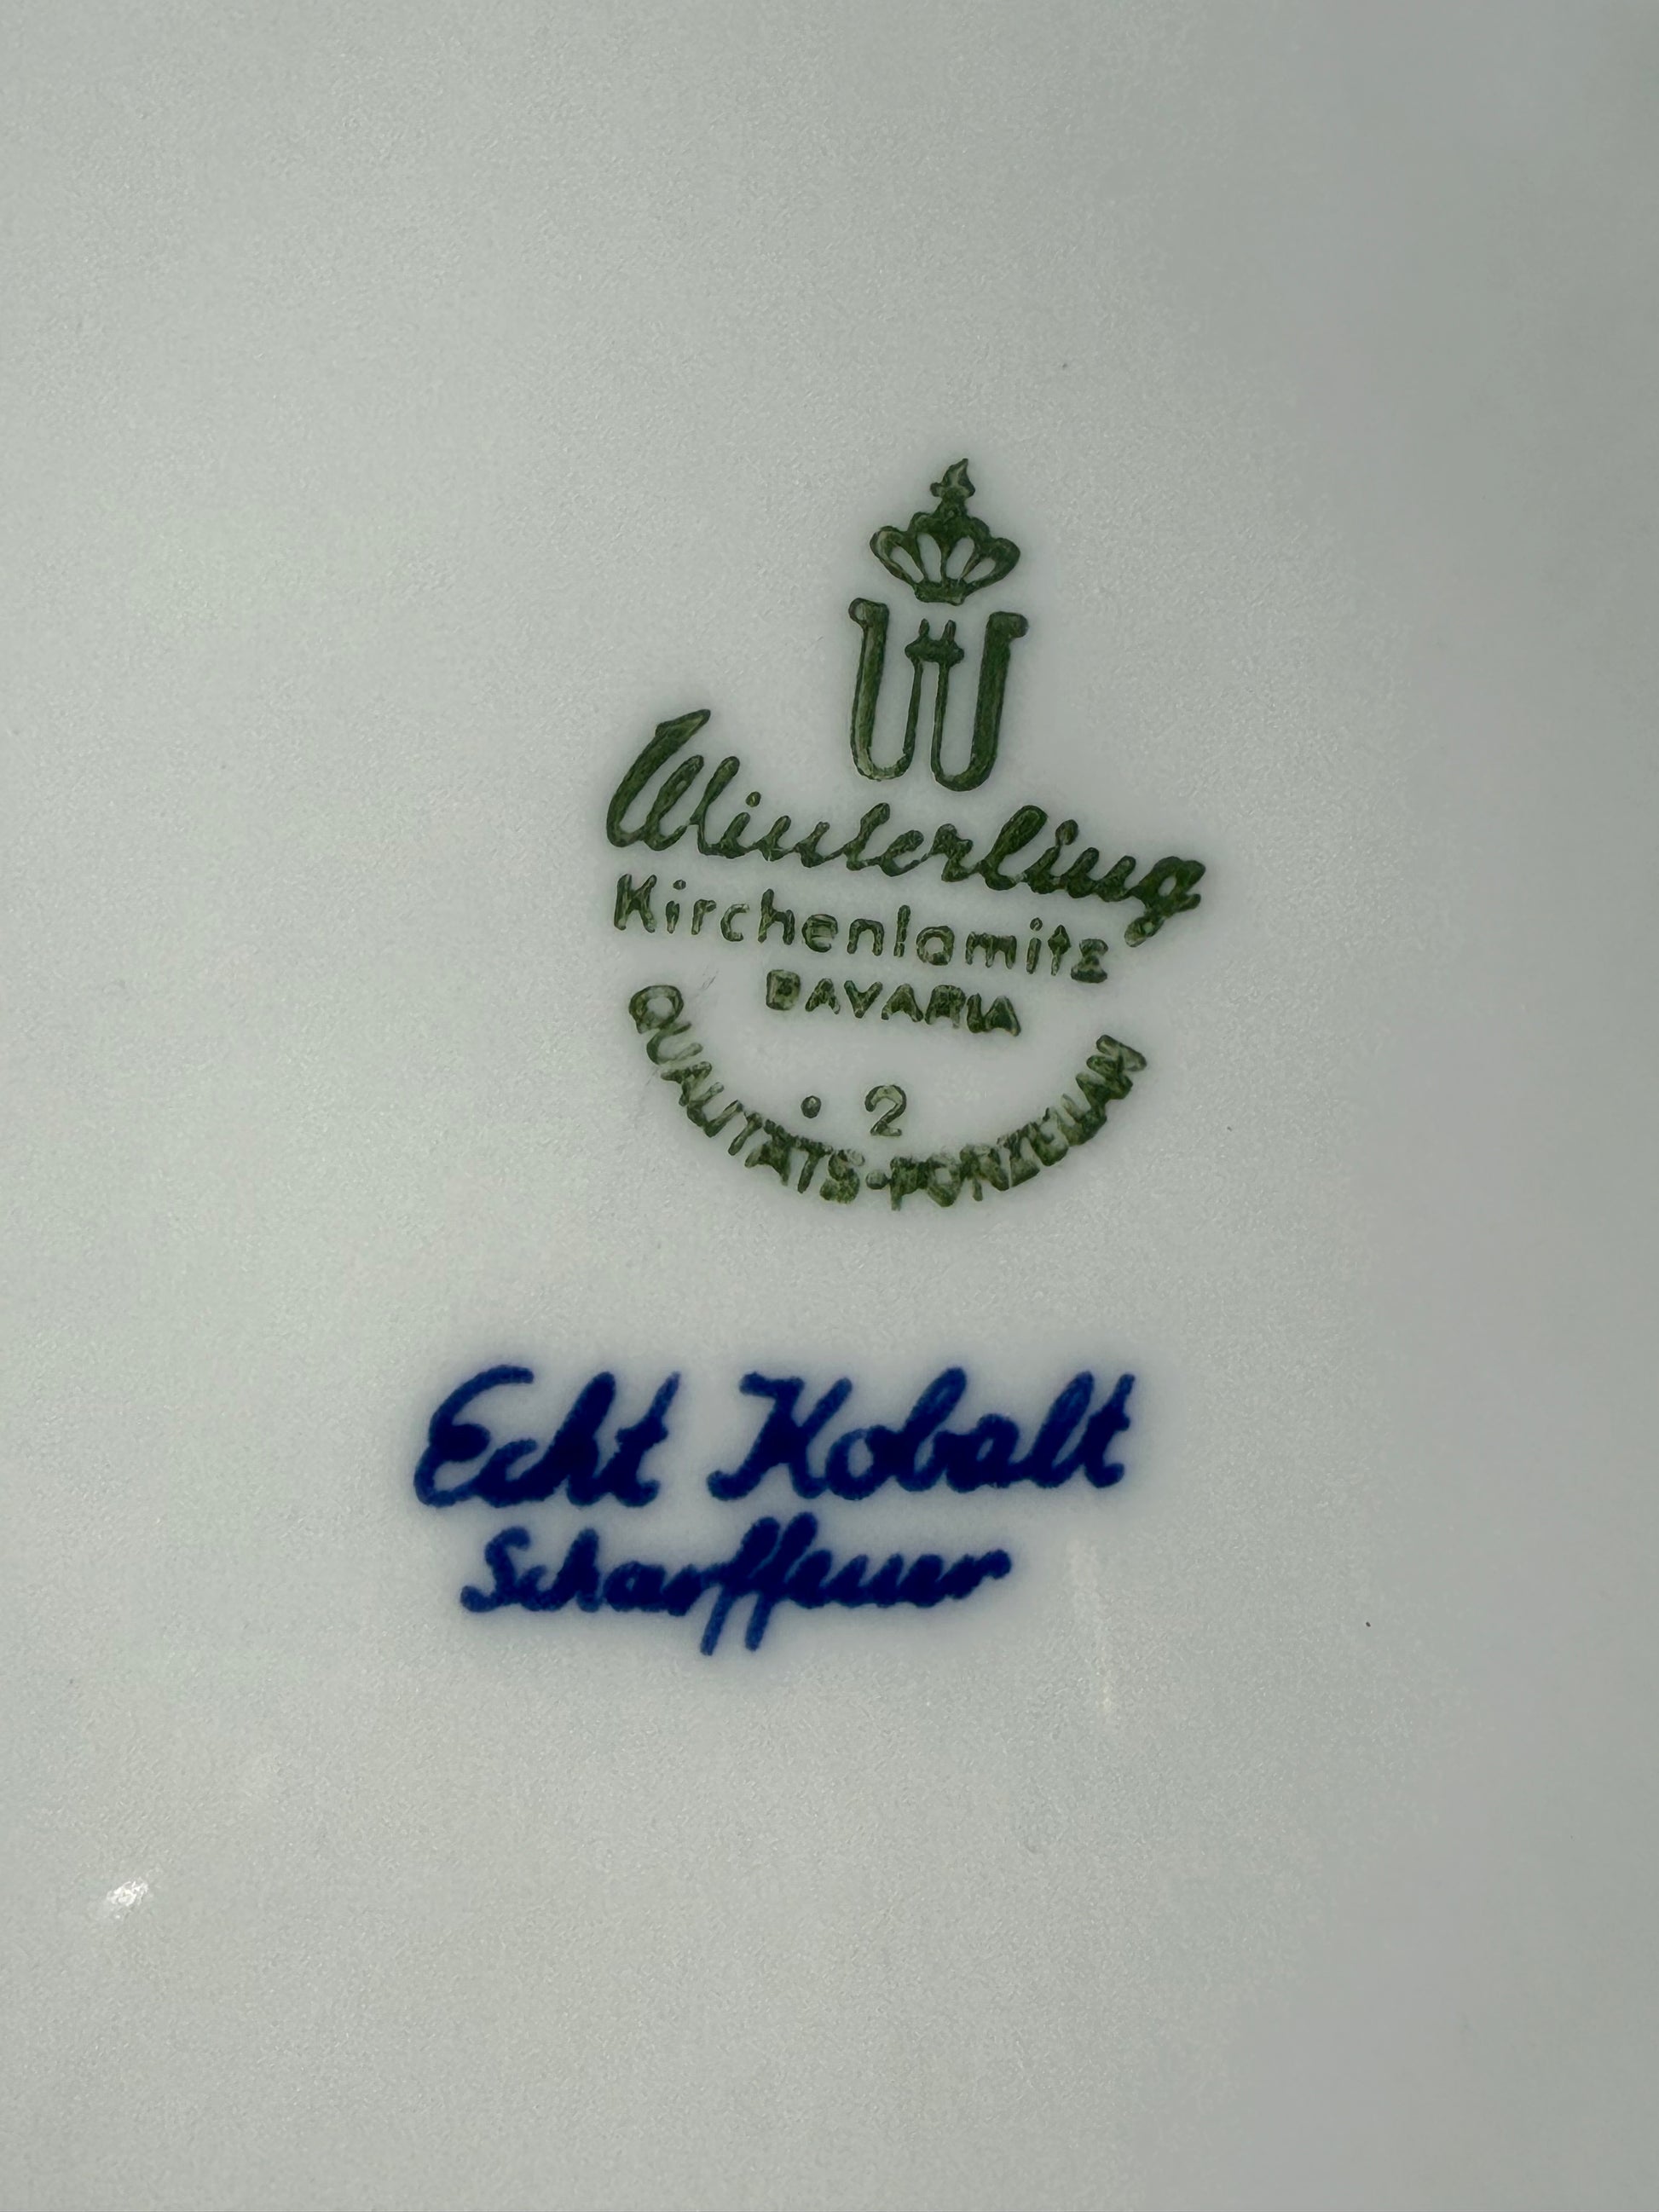 W
Winterling
Kirchenlamitz
BAVARIA
· 2
QUALITÄTS-PORZELLAN
Echt Kobalt
Scharffeuer